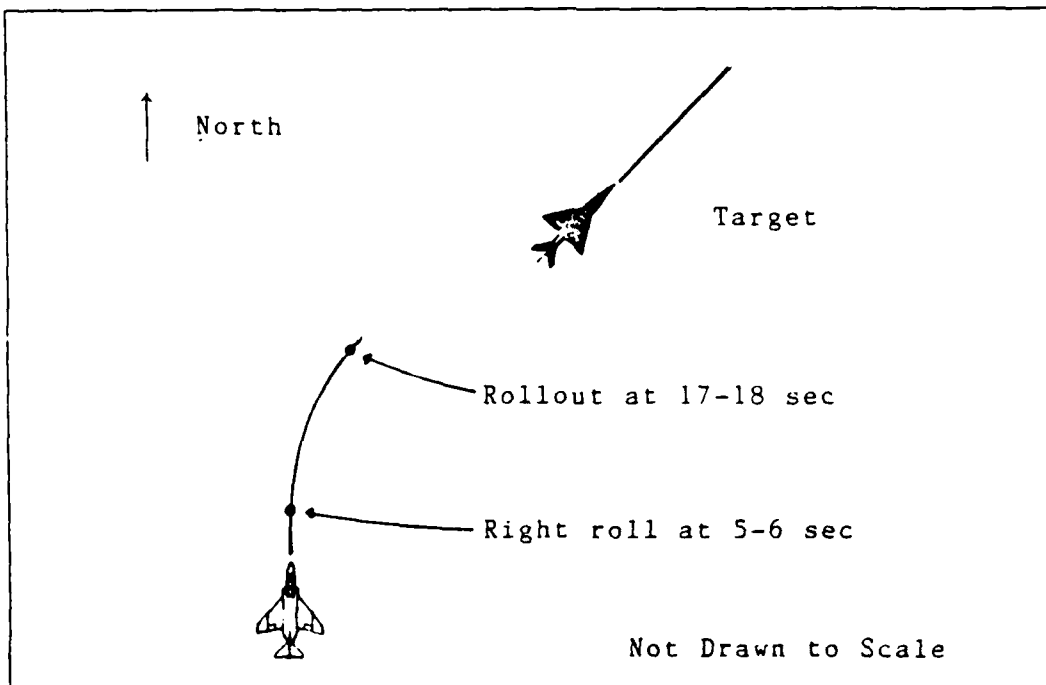 North
Target
Rollout at 17-18 sec
Right roll at 5-6 sec
Not Drawn to Scale